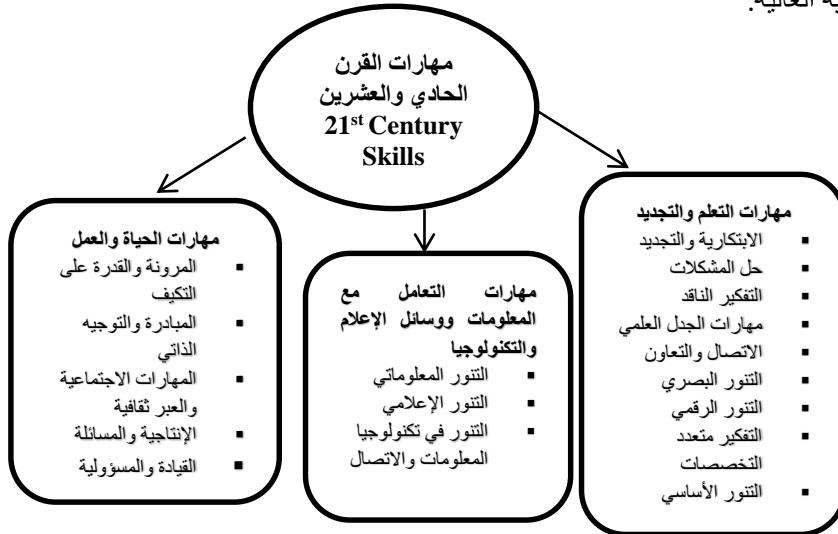 مهارات القرن
الحادي والعشرين
21st Century
Skills
مهارات التعلم والتجديد
▪ الابتكارية والتجديد
▪ حل المشكلات
▪ التفكير الناقد
▪ مهارات الجدل العلمي
▪ الاتصال والتعاون
▪ التنور البصري
▪ التنور الرقمي
▪ التفكير متعدد
التخصصات
▪ التنور الأساسي
مهارات التعامل مع
المعلومات ووسائل الإعلام
والتكنولوجيا
▪ التنور المعلوماتي
▪ التنور الإعلامي
▪ التنور في تكنولوجيا
المعلومات والاتصال
مهارات الحياة والعمل
▪ المرونة والقدرة على
التكيف
▪ المبادرة والتوجيه
الذاتي
▪ المهارات الاجتماعية
والعبر ثقافية
▪ الإنتاجية والمسائلة
▪ القيادة والمسؤولية